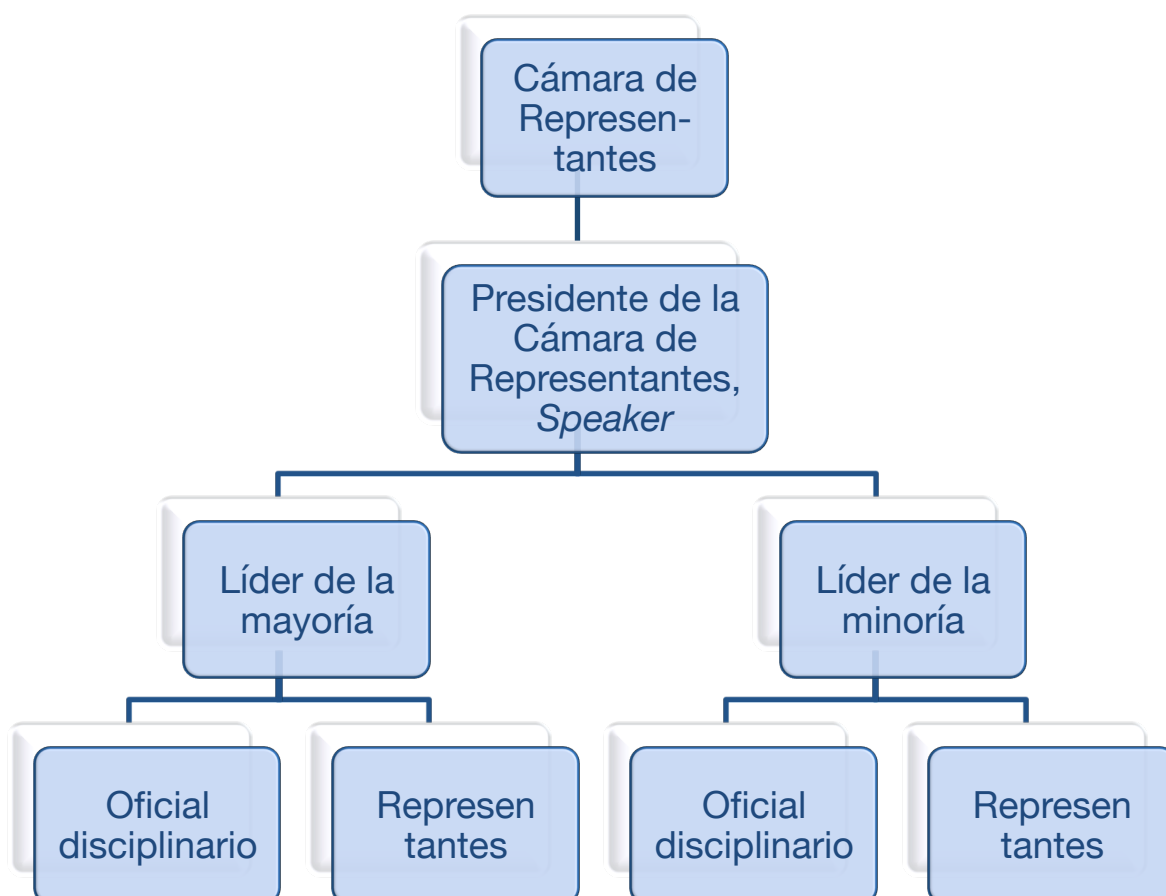 Cámara de
Represen-
tantes
Presidente de la
Cámara de
Representantes,
Speaker
Líder de la
mayoría
Líder de la
minoría
Oficial
disciplinario
Represen
tantes
Oficial
disciplinario
Represen
tantes